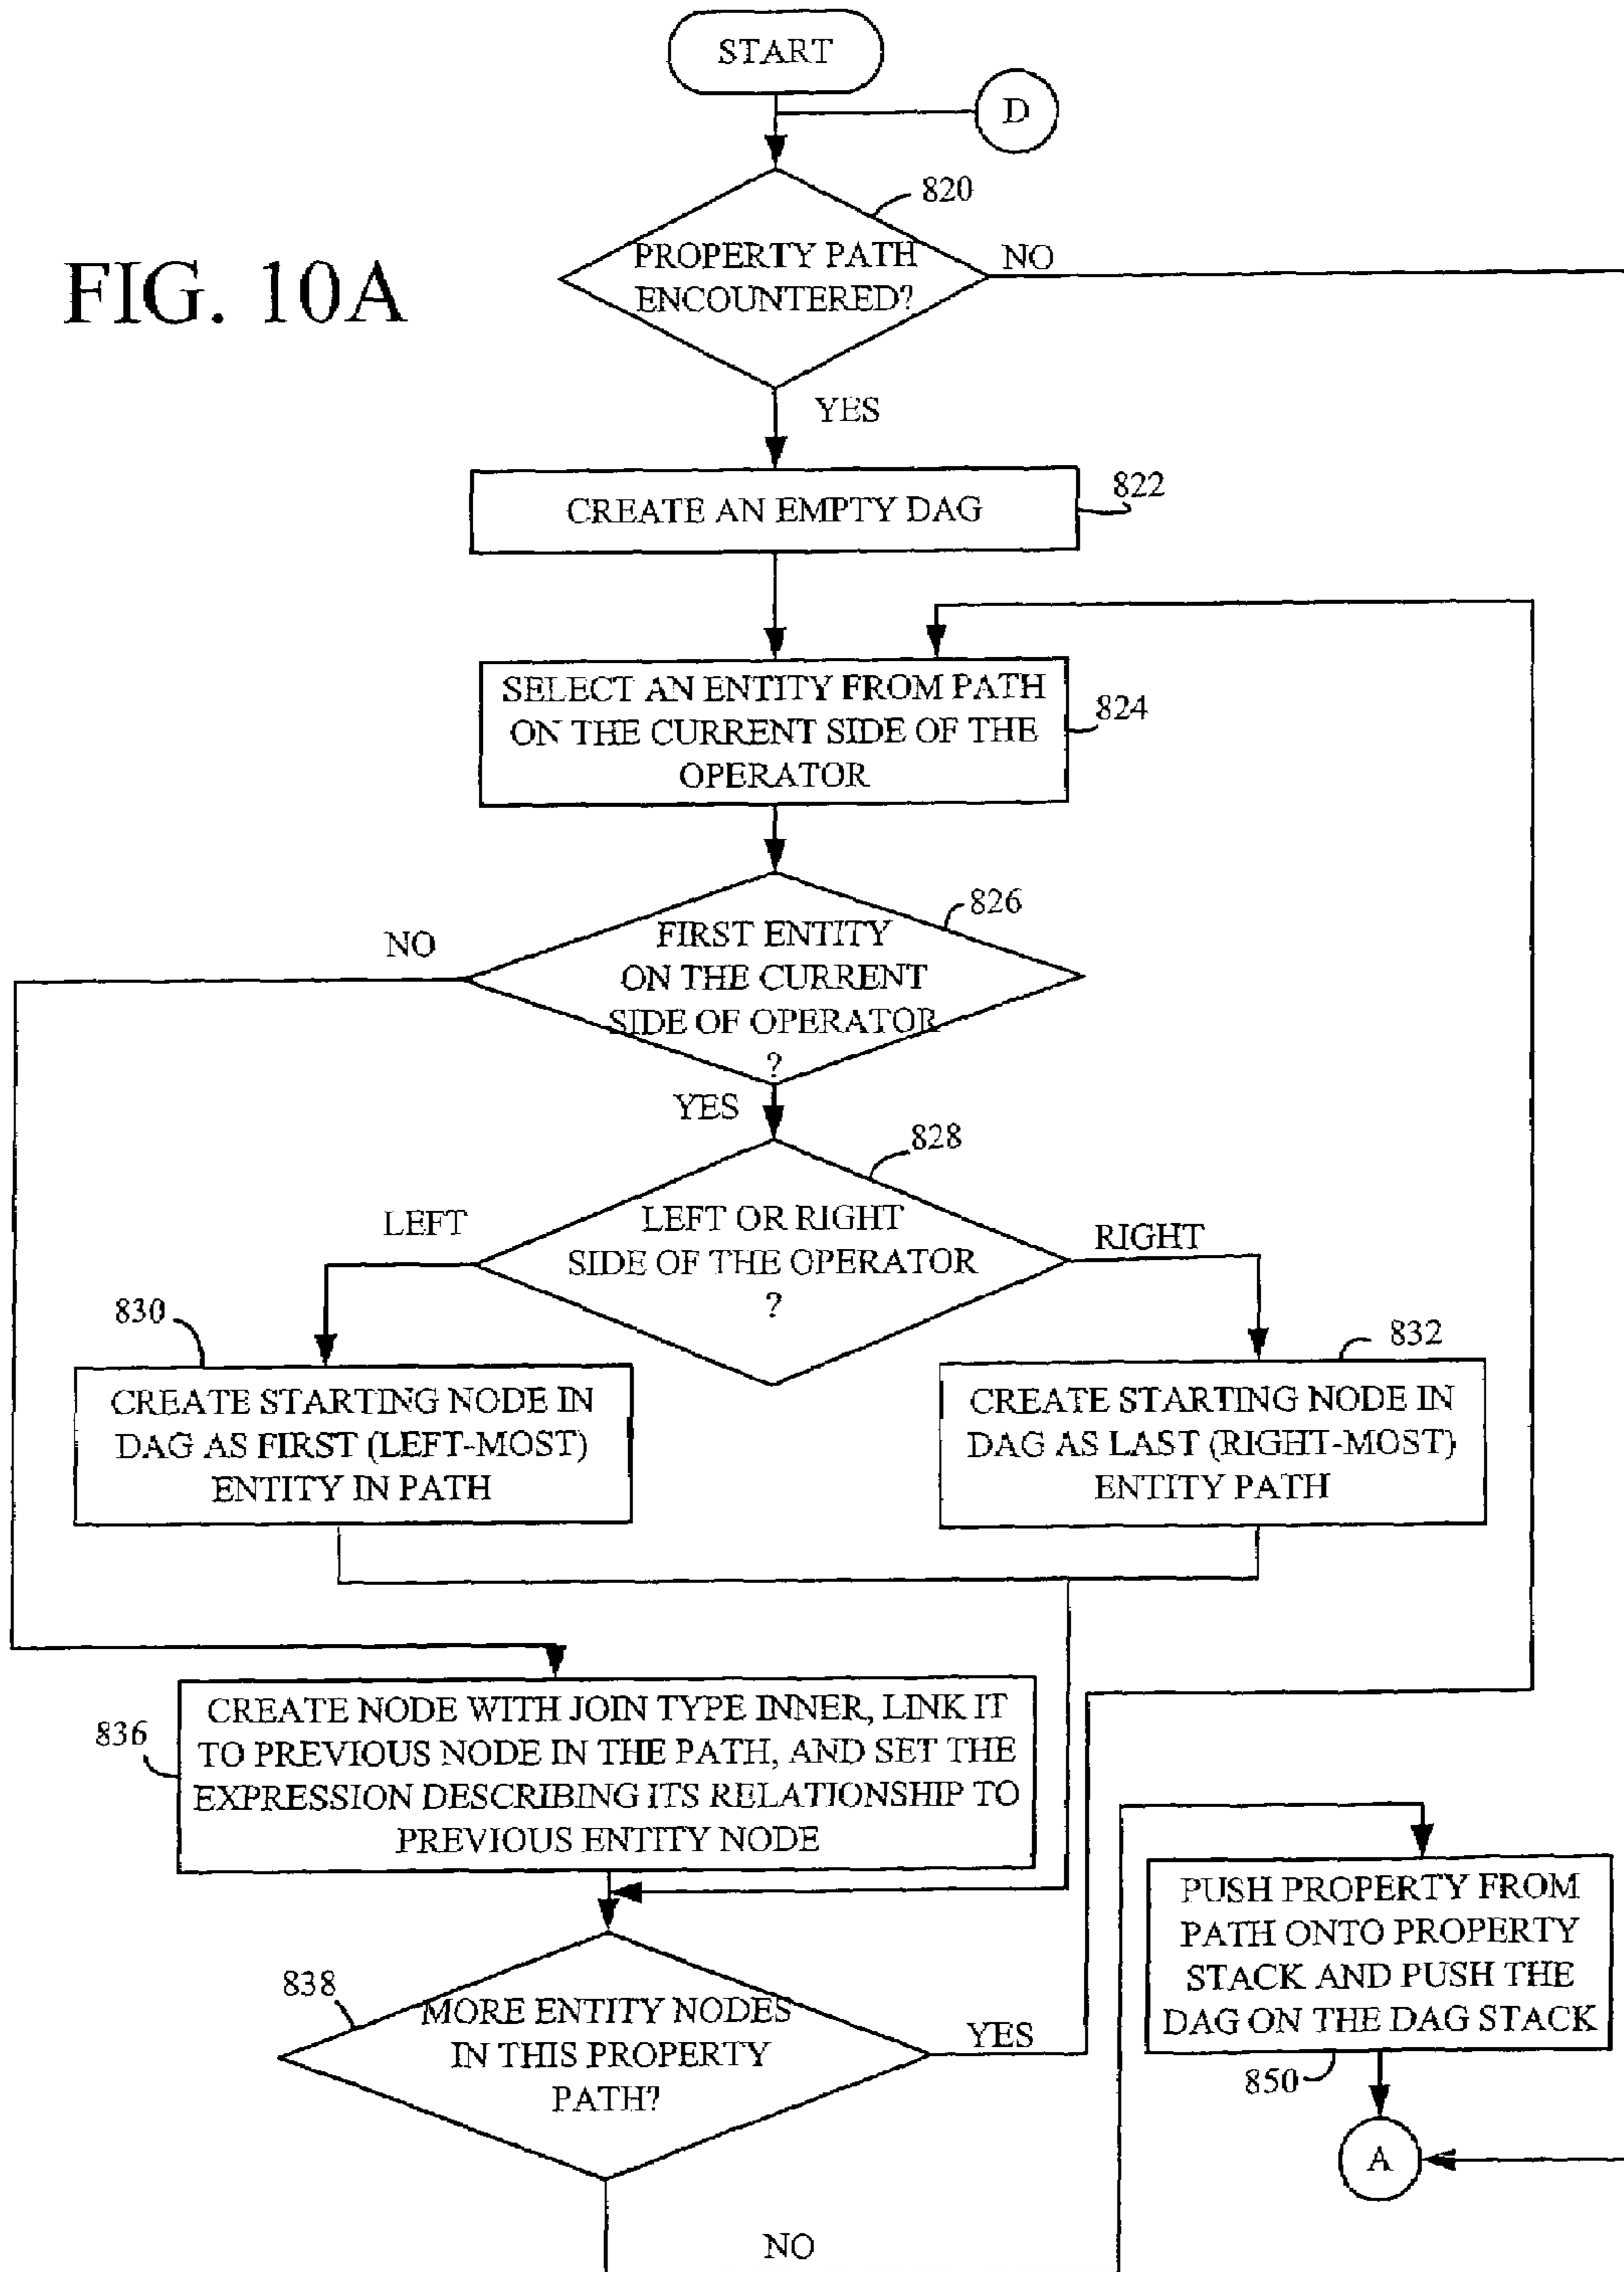 START
D
820
PROPERTY PATH
ENCOUNTERED?
NO
FIG. 10A
YES
CREATE AN EMPTY DAG
822
SELECT AN ENTITY FROM PATH
ON THE CURRENT SIDE OF THE
OPERATOR
824
826
NO
FIRST ENTITY
ON THE CURRENT
SIDE OF OPERATOR
?
YES
828
LEFT
LEFT OR RIGHT
SIDE OF THE OPERATOR
?
RIGHT
830
CREATE STARTING NODE IN
DAG AS FIRST (LEFT-MOST)
ENTITY IN PATH
832
CREATE STARTING NODE IN
DAG AS LAST (RIGHT-MOST)
ENTITY PATH
836
CREATE NODE WITH JOIN TYPE INNER, LINK IT
TO PREVIOUS NODE IN THE PATH, AND SET THE
EXPRESSION DESCRIBING ITS RELATIONSHIP TO
PREVIOUS ENTITY NODE
838
MORE ENTITY NODES
IN THIS PROPERTY
PATH?
YES
NO
PUSH PROPERTY FROM
PATH ONTO PROPERTY
STACK AND PUSH THE
DAG ON THE DAG STACK
850
A